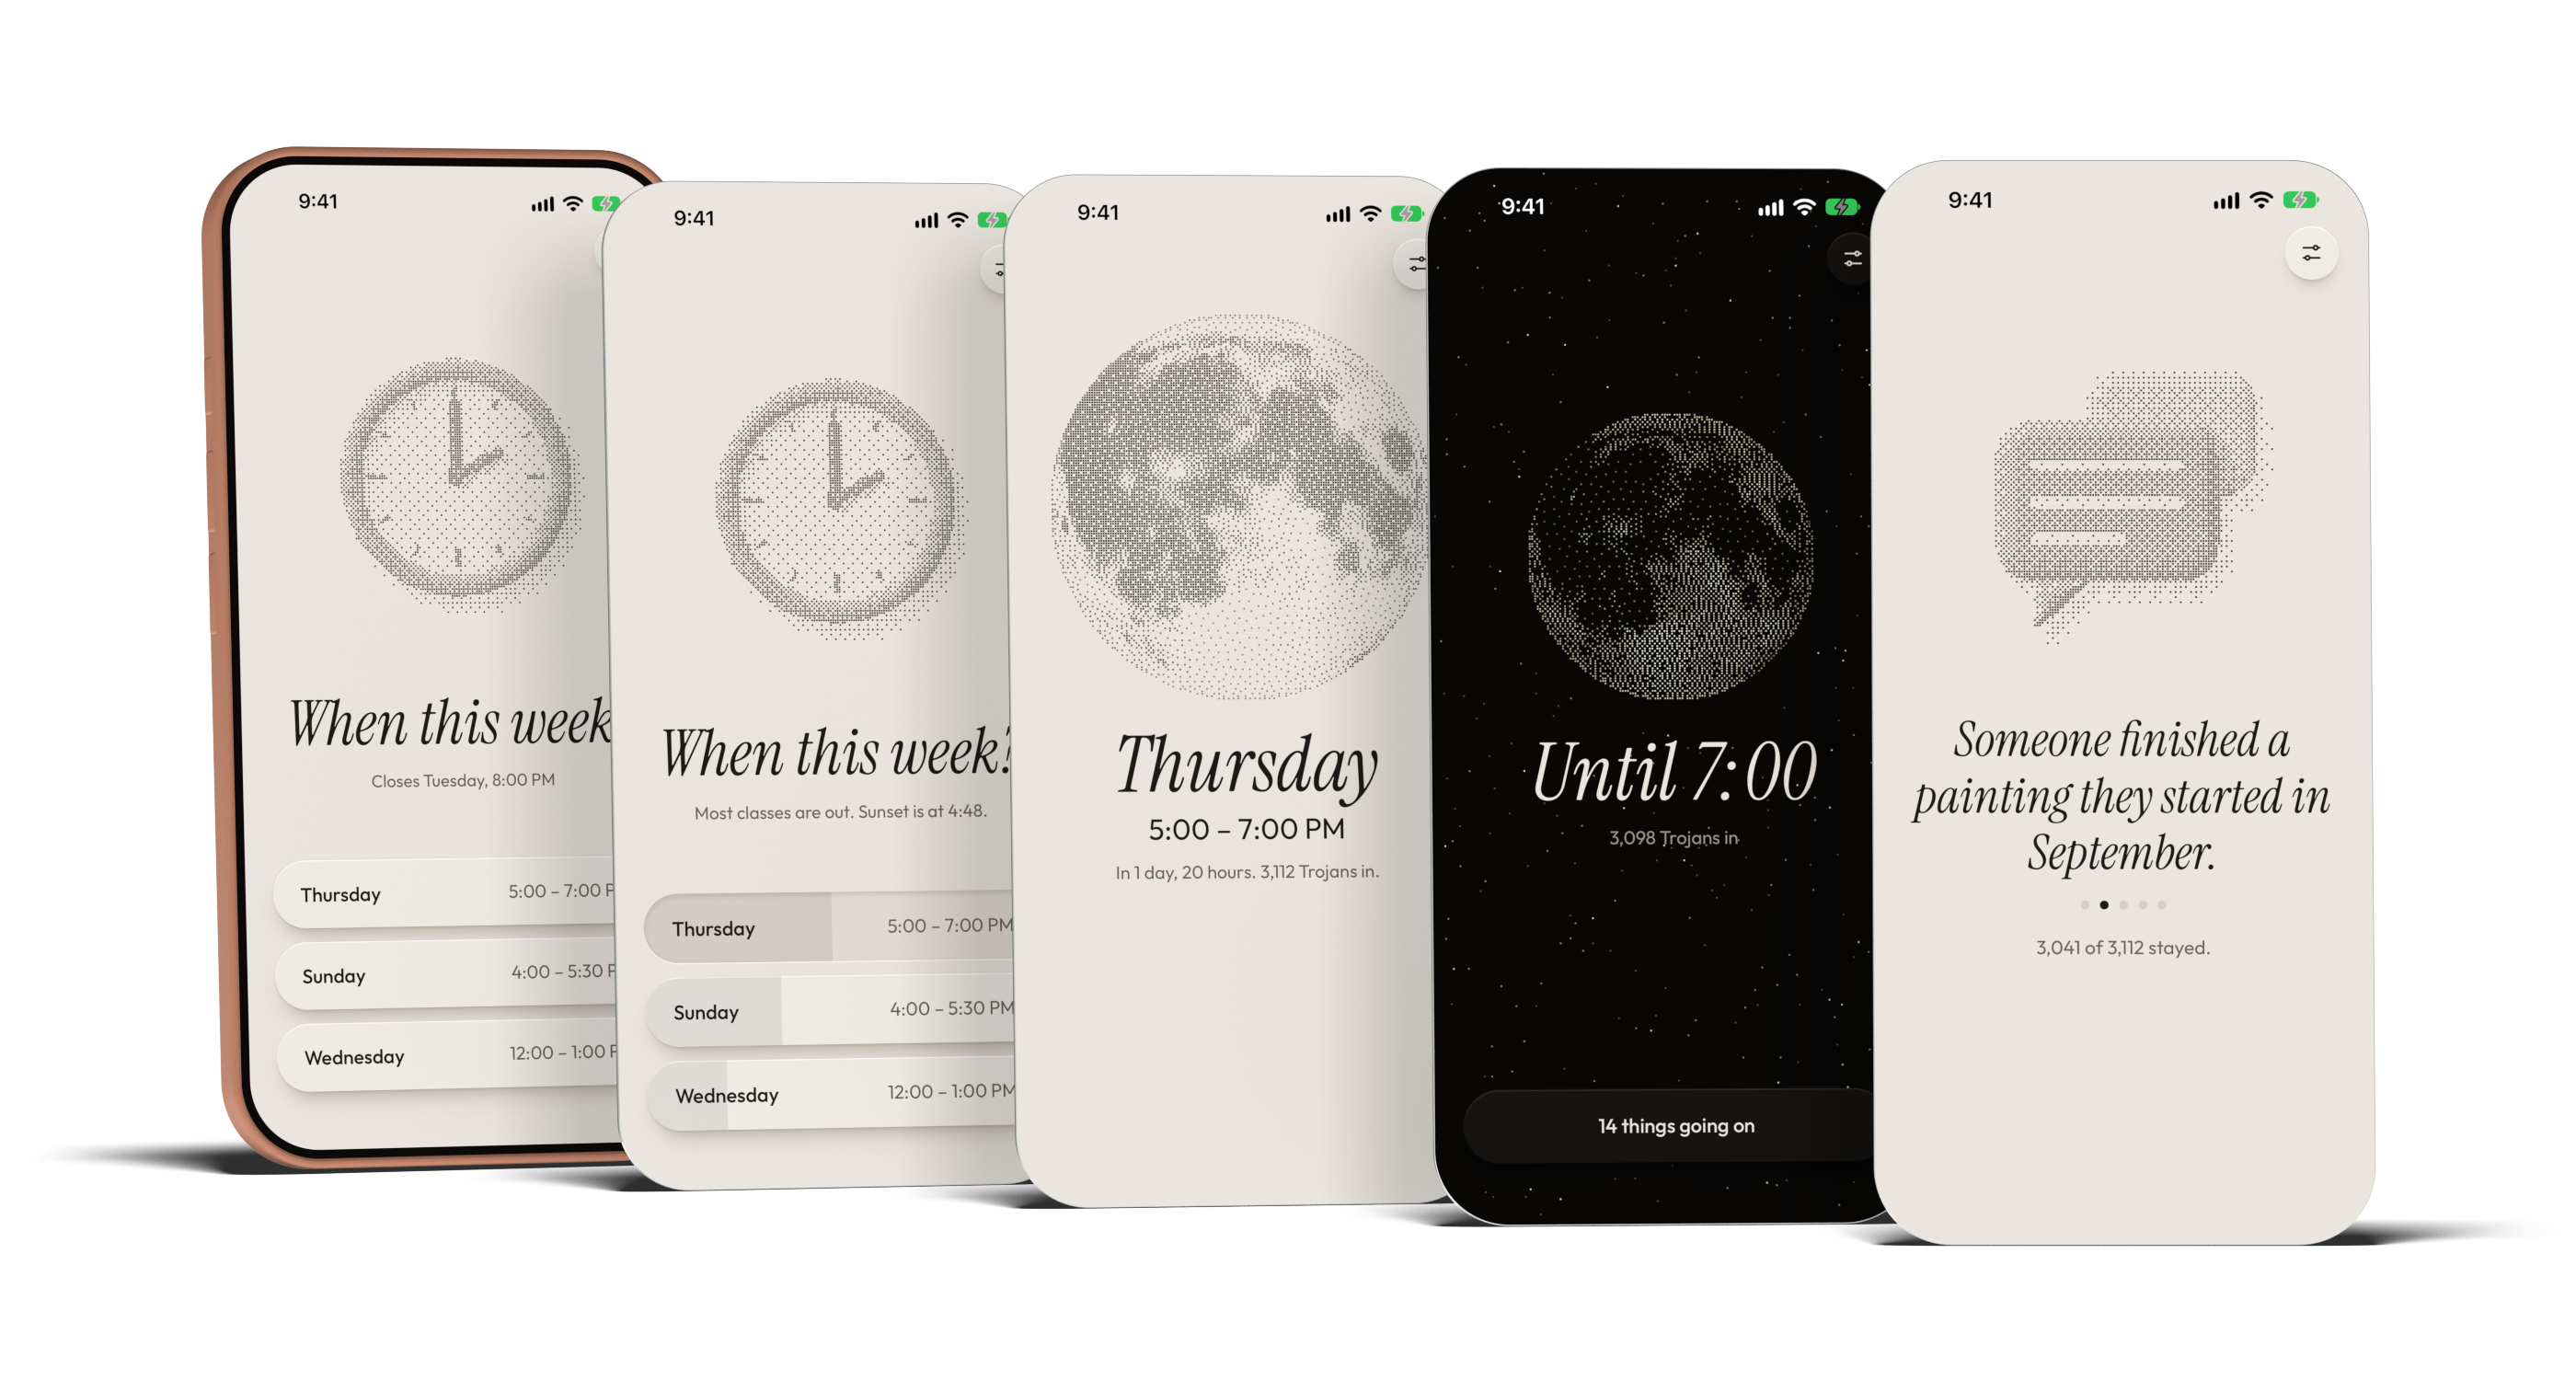 9:41
When this week
Closes Tuesday, 8:00 PM
Thursday 5:00 – 7:00 P
Sunday 4:00 – 5:30 P
Wednesday 12:00 – 1:00 P
9:41
When this week?
Most classes are out. Sunset is at 4:48.
Thursday 5:00 – 7:00 PM
Sunday 4:00 – 5:30 PM
Wednesday 12:00 – 1:00 PM
9:41
Thursday
5:00 – 7:00 PM
In 1 day, 20 hours. 3,112 Trojans in.
9:41
Until 7:00
3,098 Trojans in
14 things going on
9:41
Someone finished a
painting they started in
September.
3,041 of 3,112 stayed.